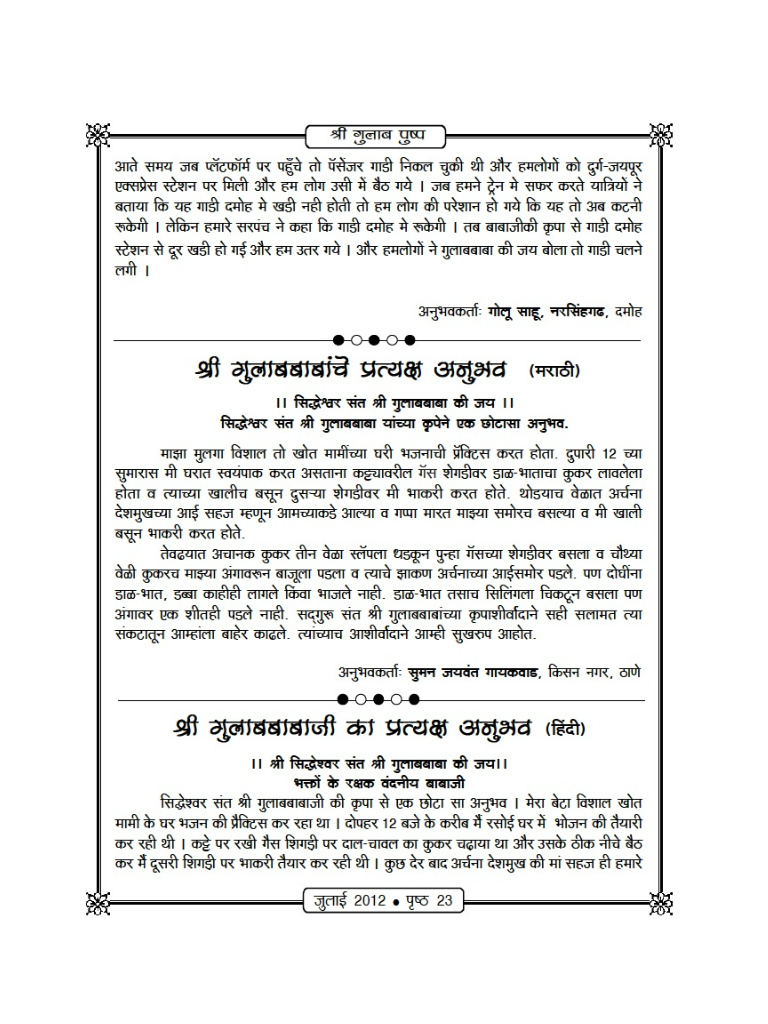 श्री गुलाब पुष्प
आते समय जब प्लॅटफॉर्म पर पहुँचे तो पॅसेंजर गाडी निकल चुकी थी और हमलोगों को दुर्ग-जयपूर
एक्सप्रेस स्टेशन पर मिली और हम लोग उसी में बैठ गये । जब हमने ट्रेन मे सफर करते यात्रियों ने
बताया कि यह गाडी दमोह मे खडी नही होती तो हम लोग की परेशान हो गये कि यह तो अब कटनी
रूकेगी । लेकिन हमारे सरपंच ने कहा कि गाडी दमोह मे रूकेगी । तब बाबाजीकी कृपा से गाडी दमोह
स्टेशन से दूर खडी हो गई और हम उतर गये । और हमलोगों ने गुलाबबाबा की जय बोला तो गाडी चलने
लगी ।
अनुभवकर्ताः गोलू साहू, नरसिंहगढ, दमोह
श्री गुलाबबाबांचे प्रत्यक्ष अनुभव (मराठी)
।। सिद्धेश्वर संत श्री गुलाबबाबा की जय ।।
सिद्धेश्वर संत श्री गुलाबबाबा यांच्या कृपेने एक छोटासा अनुभव.
माझा मुलगा विशाल तो खोत मामींच्या घरी भजनाची प्रॅक्टिस करत होता. दुपारी 12 च्या
सुमारास मी घरात स्वयंपाक करत असताना कट्ट्यावरील गॅस शेगडीवर डाळ-भाताचा कुकर लावलेला
होता व त्याच्या खालीच बसून दुसऱ्या शेगडीवर मी भाकरी करत होते. थोडयाच वेळात अर्चना
देशमुखच्या आई सहज म्हणून आमच्याकडे आल्या व गप्पा मारत माझ्या समोरच बसल्या व मी खाली
बसून भाकरी करत होते.
तेवढयात अचानक कुकर तीन वेळा स्लॅपला धडकून पुन्हा गॅसच्या शेगडीवर बसला व चौथ्या
वेळी कुकरच माझ्या अंगावरून बाजूला पडला व त्याचे झाकण अर्चनाच्या आईसमोर पडले. पण दोघींना
डाळ-भात, डब्बा काहीही लागले किंवा भाजले नाही. डाळ-भात तसाच सिलिंगला चिकटून बसला पण
अंगावर एक शीतही पडले नाही. सद्‌गुरू संत श्री गुलाबबाबांच्या कृपाशीर्वादाने सही सलामत त्या
संकटातून आम्हांला बाहेर काढले. त्यांच्याच आशीर्वादाने आम्ही सुखरुप आहोत.
अनुभवकर्ताः सुमन जयवंत गायकवाड, किसन नगर, ठाणे
श्री गुलाबबाबाजी का प्रत्यक्ष अनुभव (हिंदी)
।। श्री सिद्धेश्वर संत श्री गुलाबबाबा की जय।।
भक्तों के रक्षक वंदनीय बाबाजी
सिद्धेश्वर संत श्री गुलाबबाबाजी की कृपा से एक छोटा सा अनुभव । मेरा बेटा विशाल खोत
मामी के घर भजन की प्रैक्टिस कर रहा था । दोपहर 12 बजे के करीब मैं रसोई घर में भोजन की तैयारी
कर रही थी । कट्टे पर रखी गैस शिगड़ी पर दाल-चावल का कुकर चढ़ाया था और उसके ठीक नीचे बैठ
कर मैं दूसरी शिगड़ी पर भाकरी तैयार कर रही थी । कुछ देर बाद अर्चना देशमुख की मां सहज ही हमारे
जुलाई 2012 • पृष्ठ 23